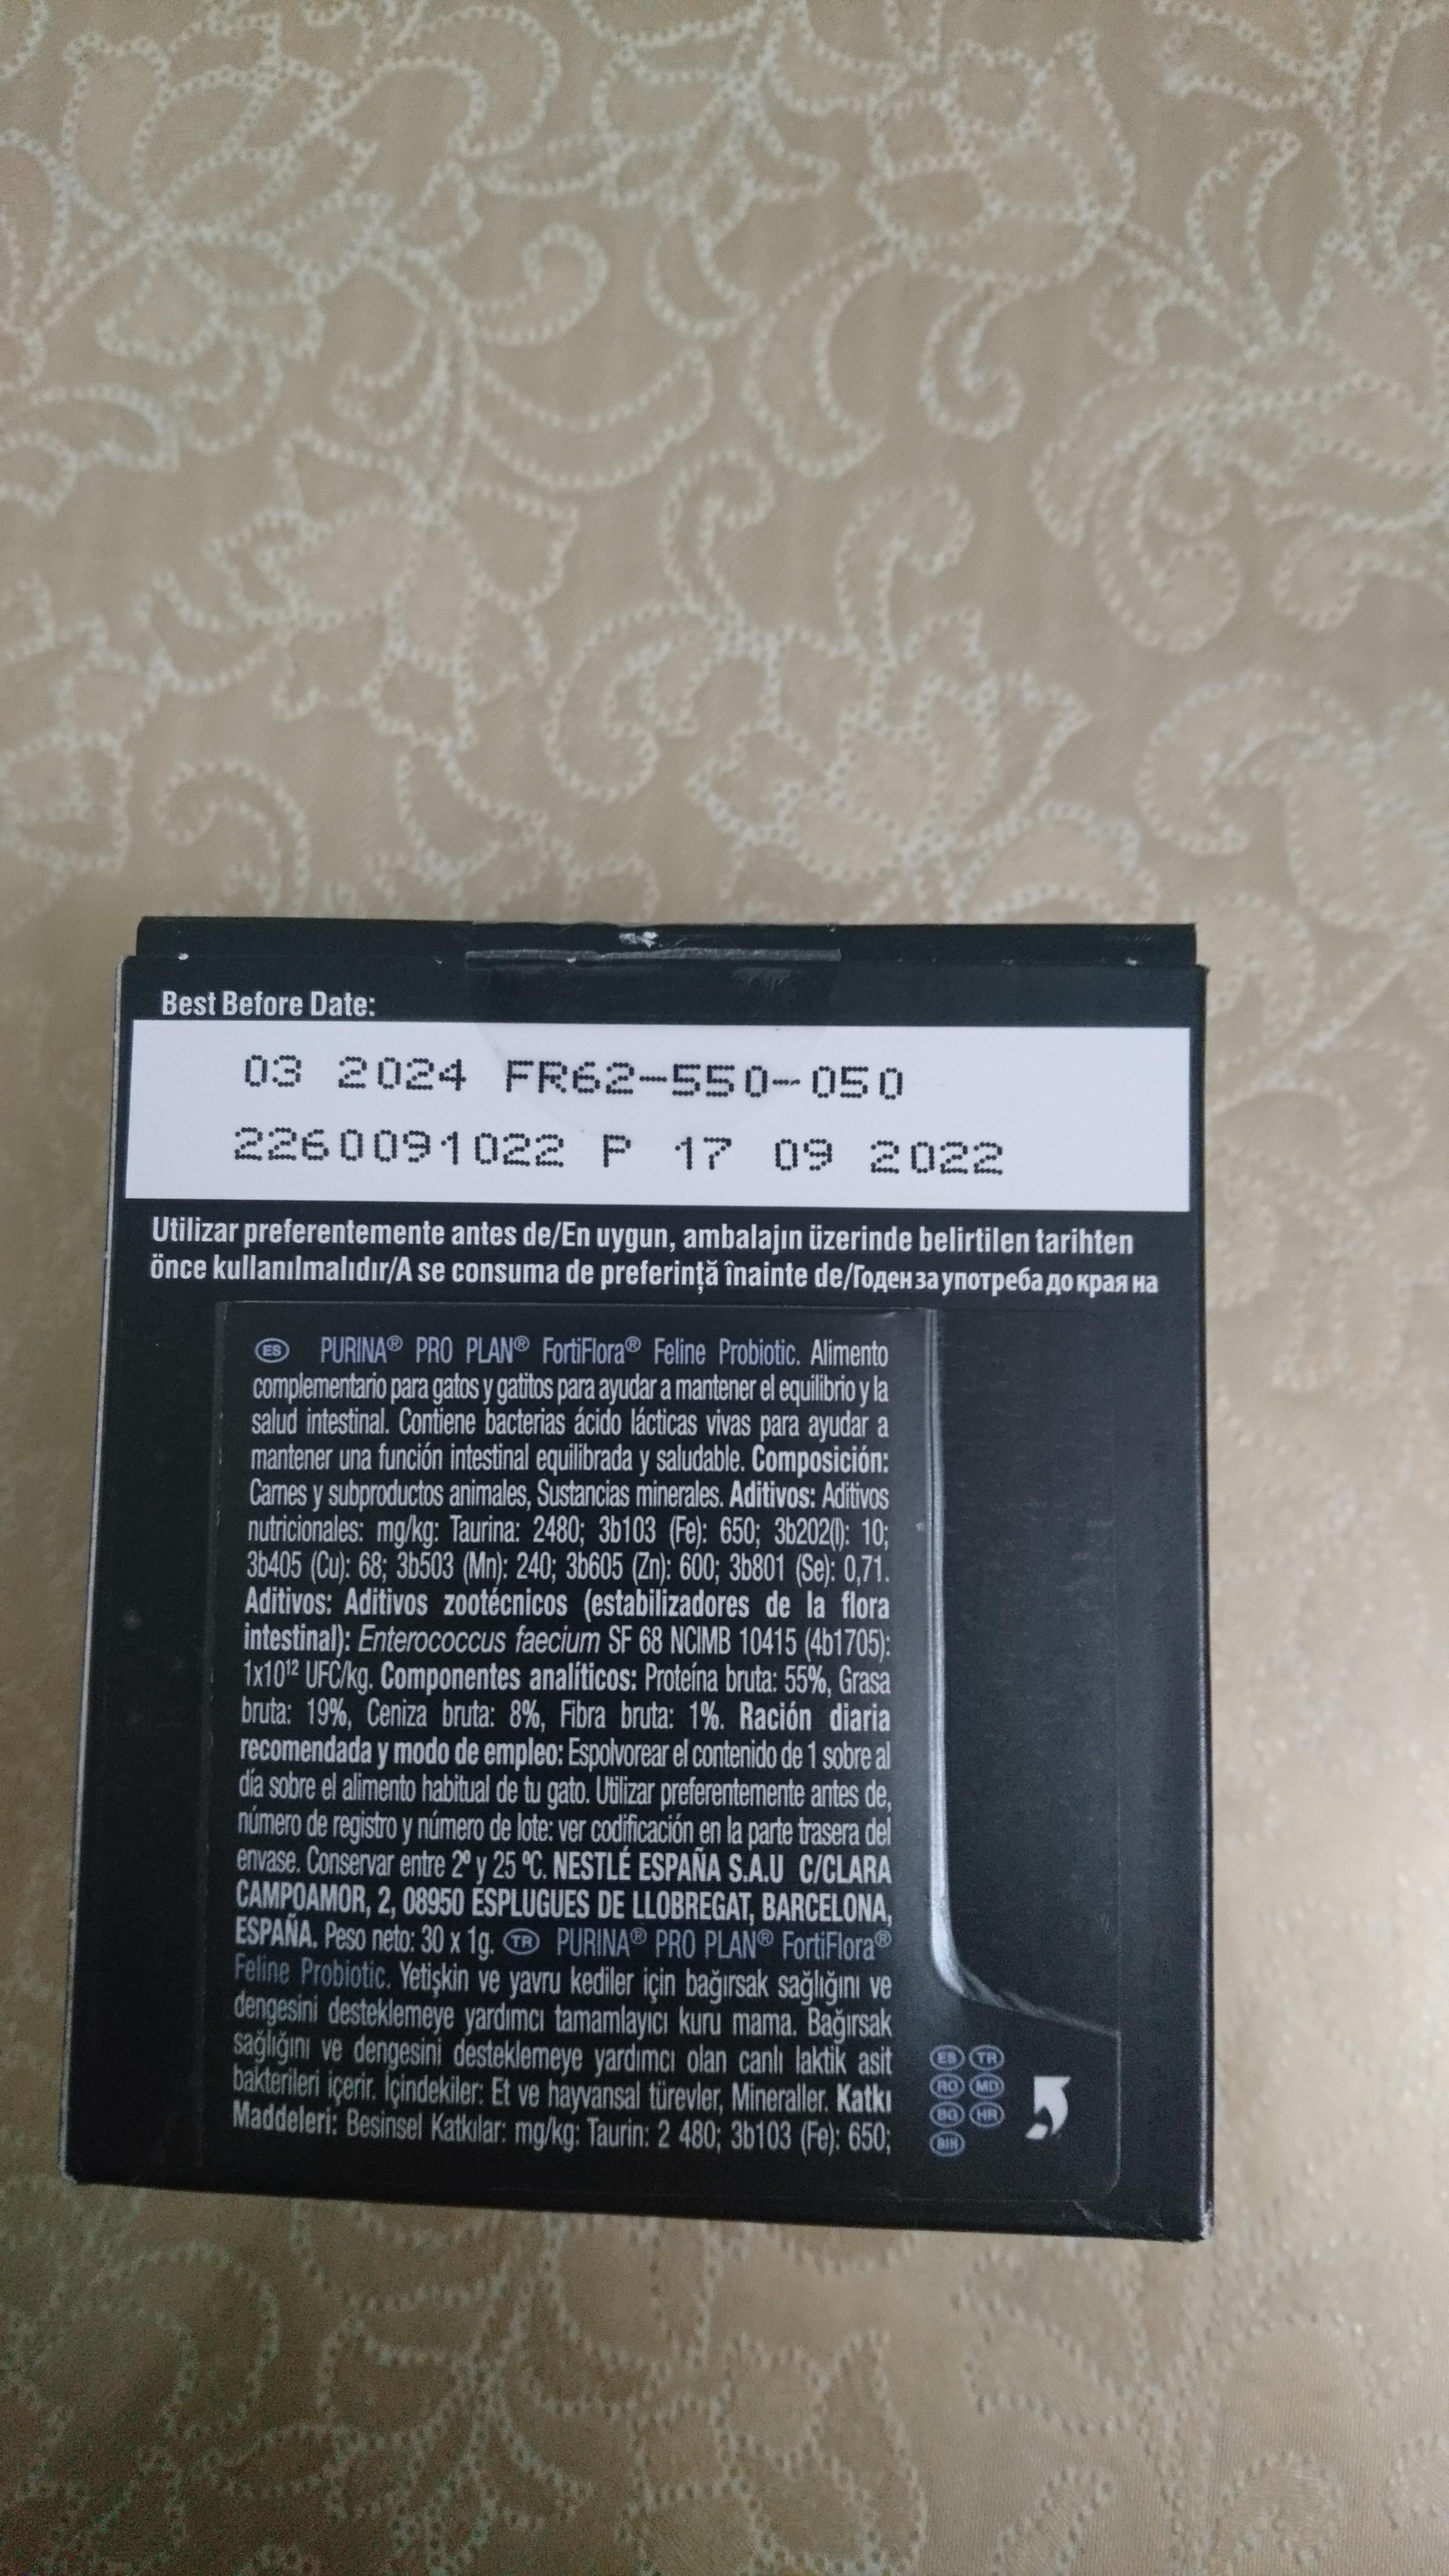 Best Before Date:
03 2024 FR62-550-050
2260091022 P 17 09 2022
Utilizar preferentemente antes de/En uygun, ambalajın üzerinde belirtilen tarihten
önce kullanılmalıdır/A se consuma de preferinţă înainte de/Годен за употреба до края на
ES PURINA® PRO PLAN® FortiFlora® Feline Probiotic. Alimento
complementario para gatos y gatitos para ayudar a mantener el equilibrio y la
salud intestinal. Contiene bacterias ácido lácticas vivas para ayudar a
mantener una función intestinal equilibrada y saludable. Composición:
Carnes y subproductos animales, Sustancias minerales. Aditivos: Aditivos
nutricionales: mg/kg: Taurina: 2480; 3b103 (Fe): 650; 3b202(I): 10;
3b405 (Cu): 68; 3b503 (Mn): 240; 3b605 (Zn): 600; 3b801 (Se): 0,71.
Aditivos: Aditivos zootécnicos (estabilizadores de la flora
intestinal): Enterococcus faecium SF 68 NCIMB 10415 (4b1705):
1x10¹² UFC/kg. Componentes analíticos: Proteína bruta: 55%, Grasa
bruta: 19%, Ceniza bruta: 8%, Fibra bruta: 1%. Ración diaria
recomendada y modo de empleo: Espolvorear el contenido de 1 sobre al
día sobre el alimento habitual de tu gato. Utilizar preferentemente antes de,
número de registro y número de lote: ver codificación en la parte trasera del
envase. Conservar entre 2º y 25 ºC. NESTLÉ ESPAÑA S.A.U C/CLARA
CAMPOAMOR, 2, 08950 ESPLUGUES DE LLOBREGAT, BARCELONA,
ESPAÑA. Peso neto: 30 x 1g. TR PURINA® PRO PLAN® FortiFlora®
Feline Probiotic. Yetişkin ve yavru kediler için bağırsak sağlığını ve
dengesini desteklemeye yardımcı tamamlayıcı kuru mama. Bağırsak
sağlığını ve dengesini desteklemeye yardımcı olan canlı laktik asit
bakterileri içerir. İçindekiler: Et ve hayvansal türevler, Mineraller. Katkı
Maddeleri: Besinsel Katkılar: mg/kg: Taurin: 2 480; 3b103 (Fe): 650;
ES TR
RO MD
BG HR
BIH